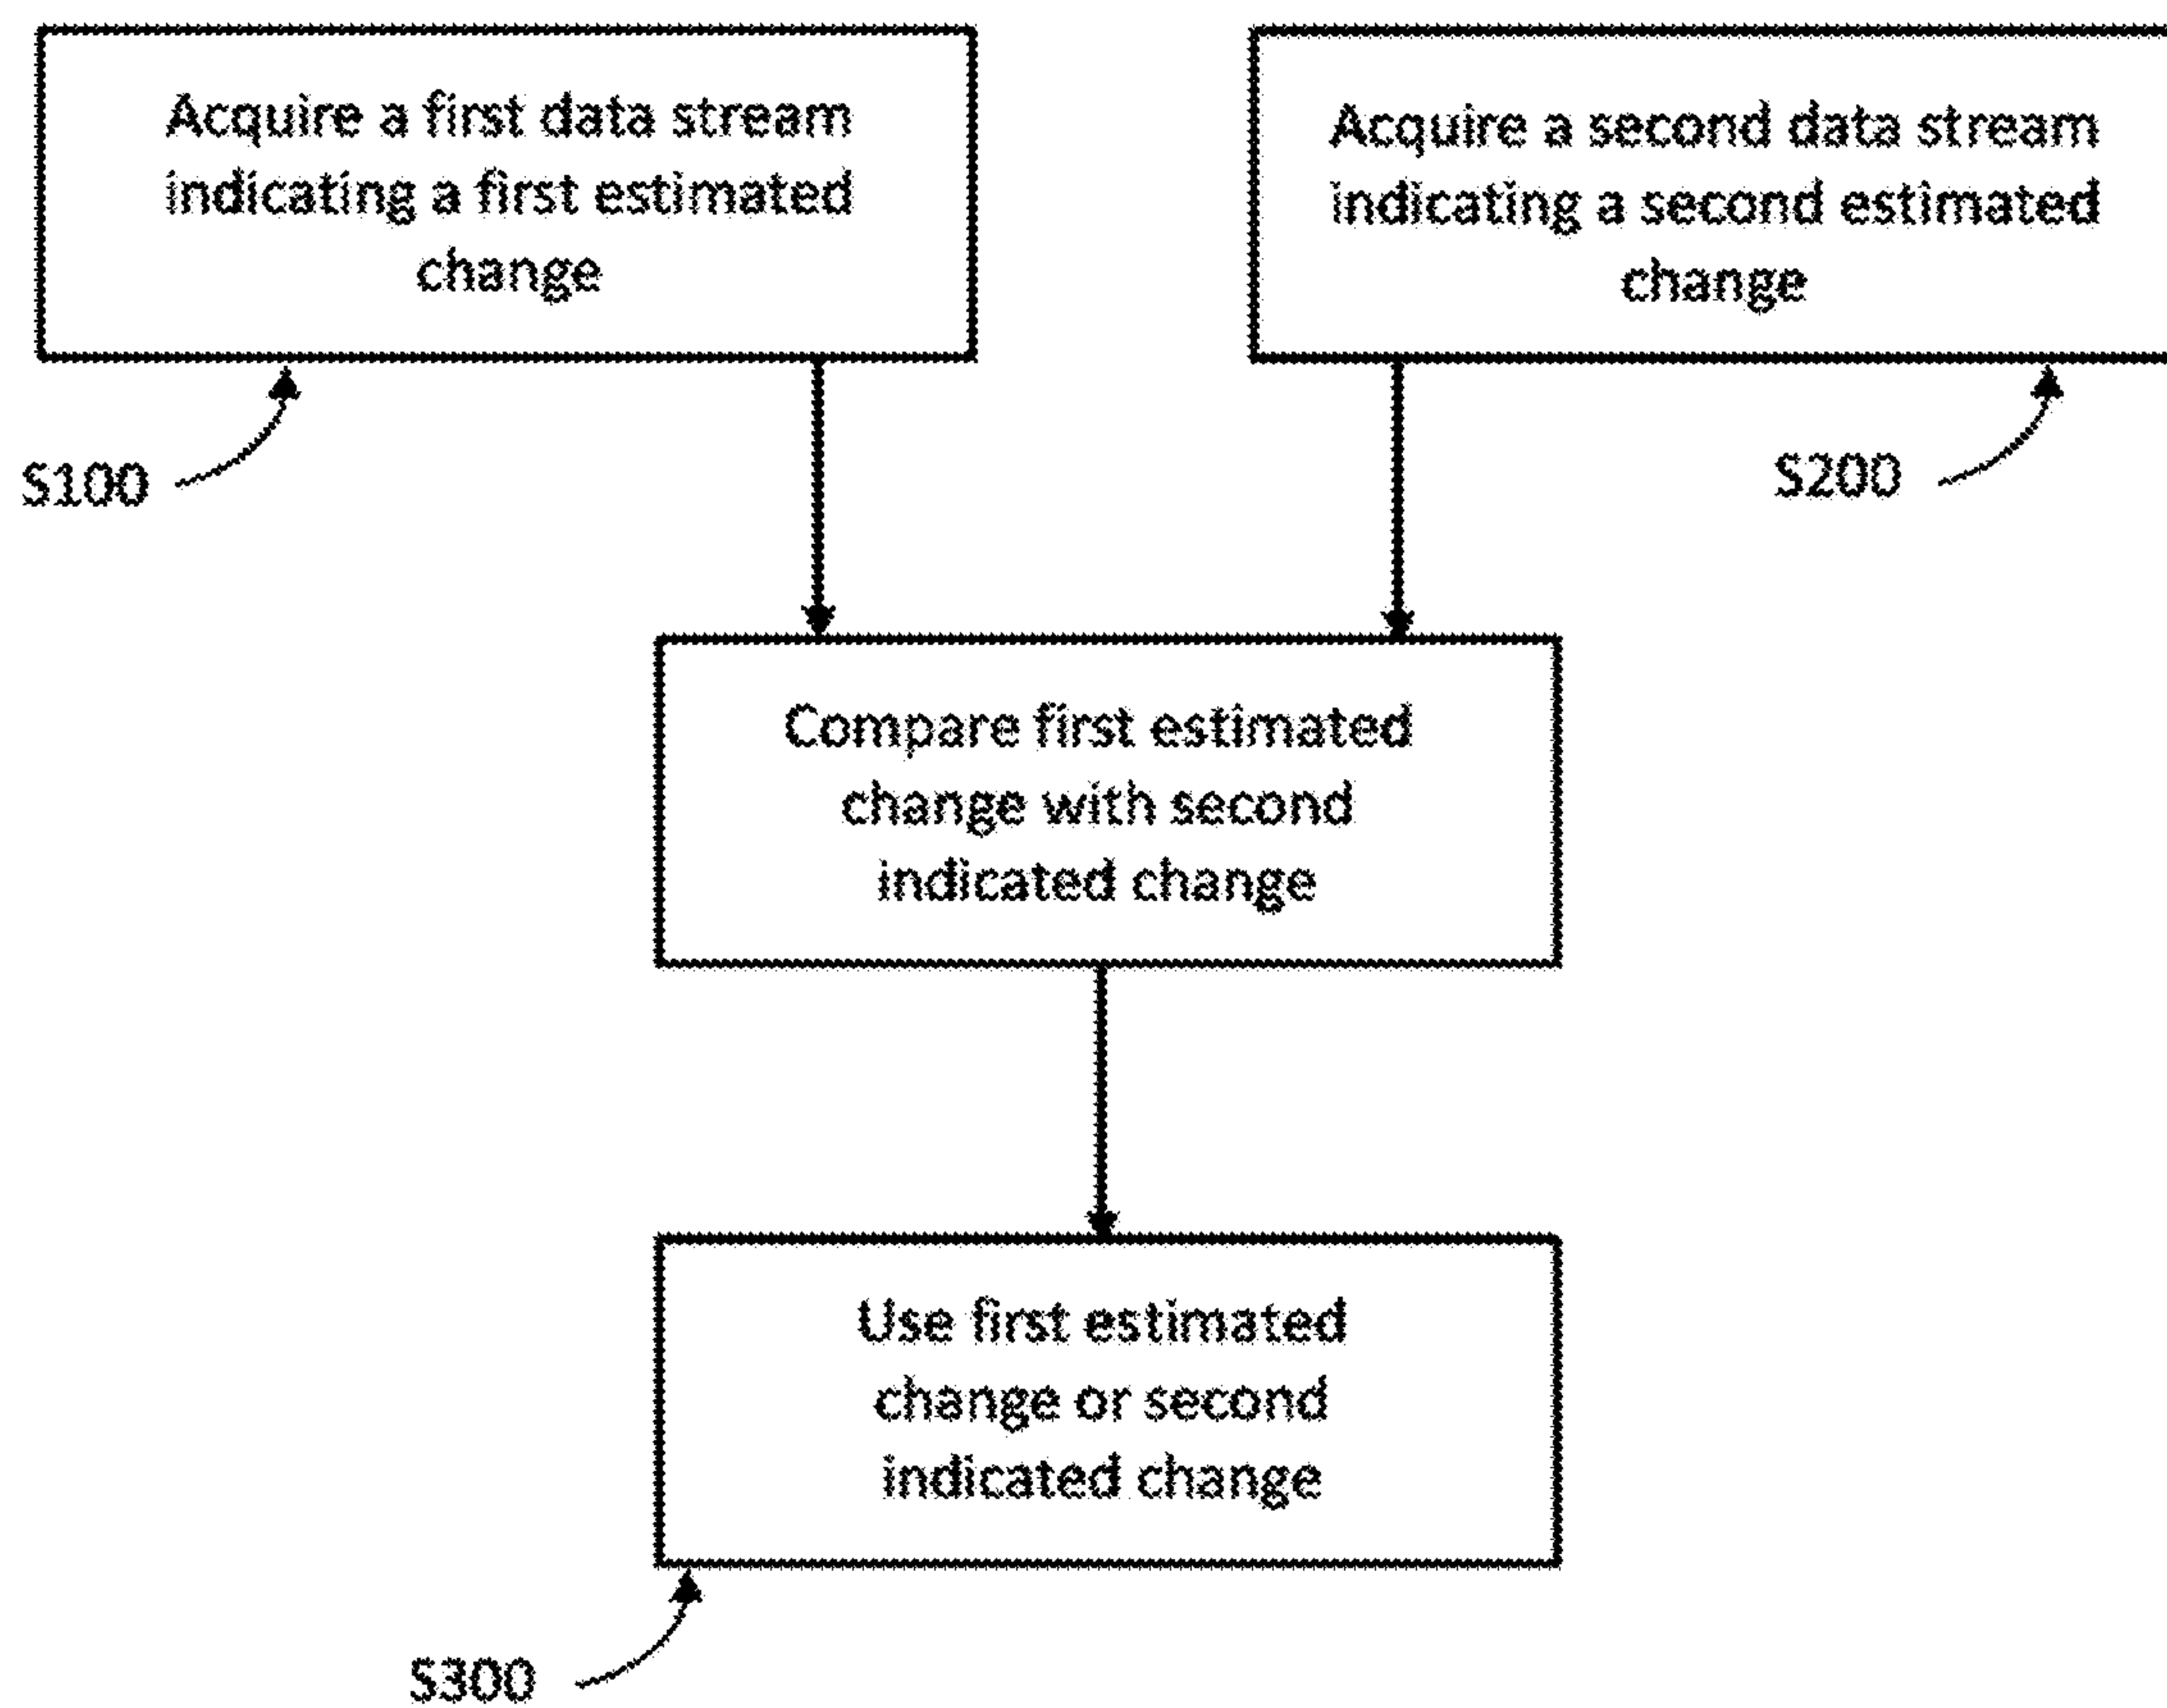 Acquire a first data stream
indicating a first estimated
change
Acquire a second data stream
indicating a second estimated
change
S100
S200
Compare first estimated
change with second
indicated change
Use first estimated
change or second
indicated change
S300